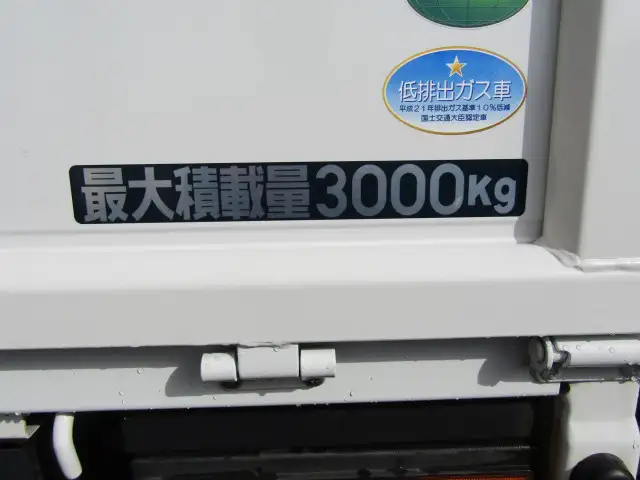 低排出ガス車
平成21年排出ガス基準10%低減
国土交通大臣認定車
最大積載量3000Kg